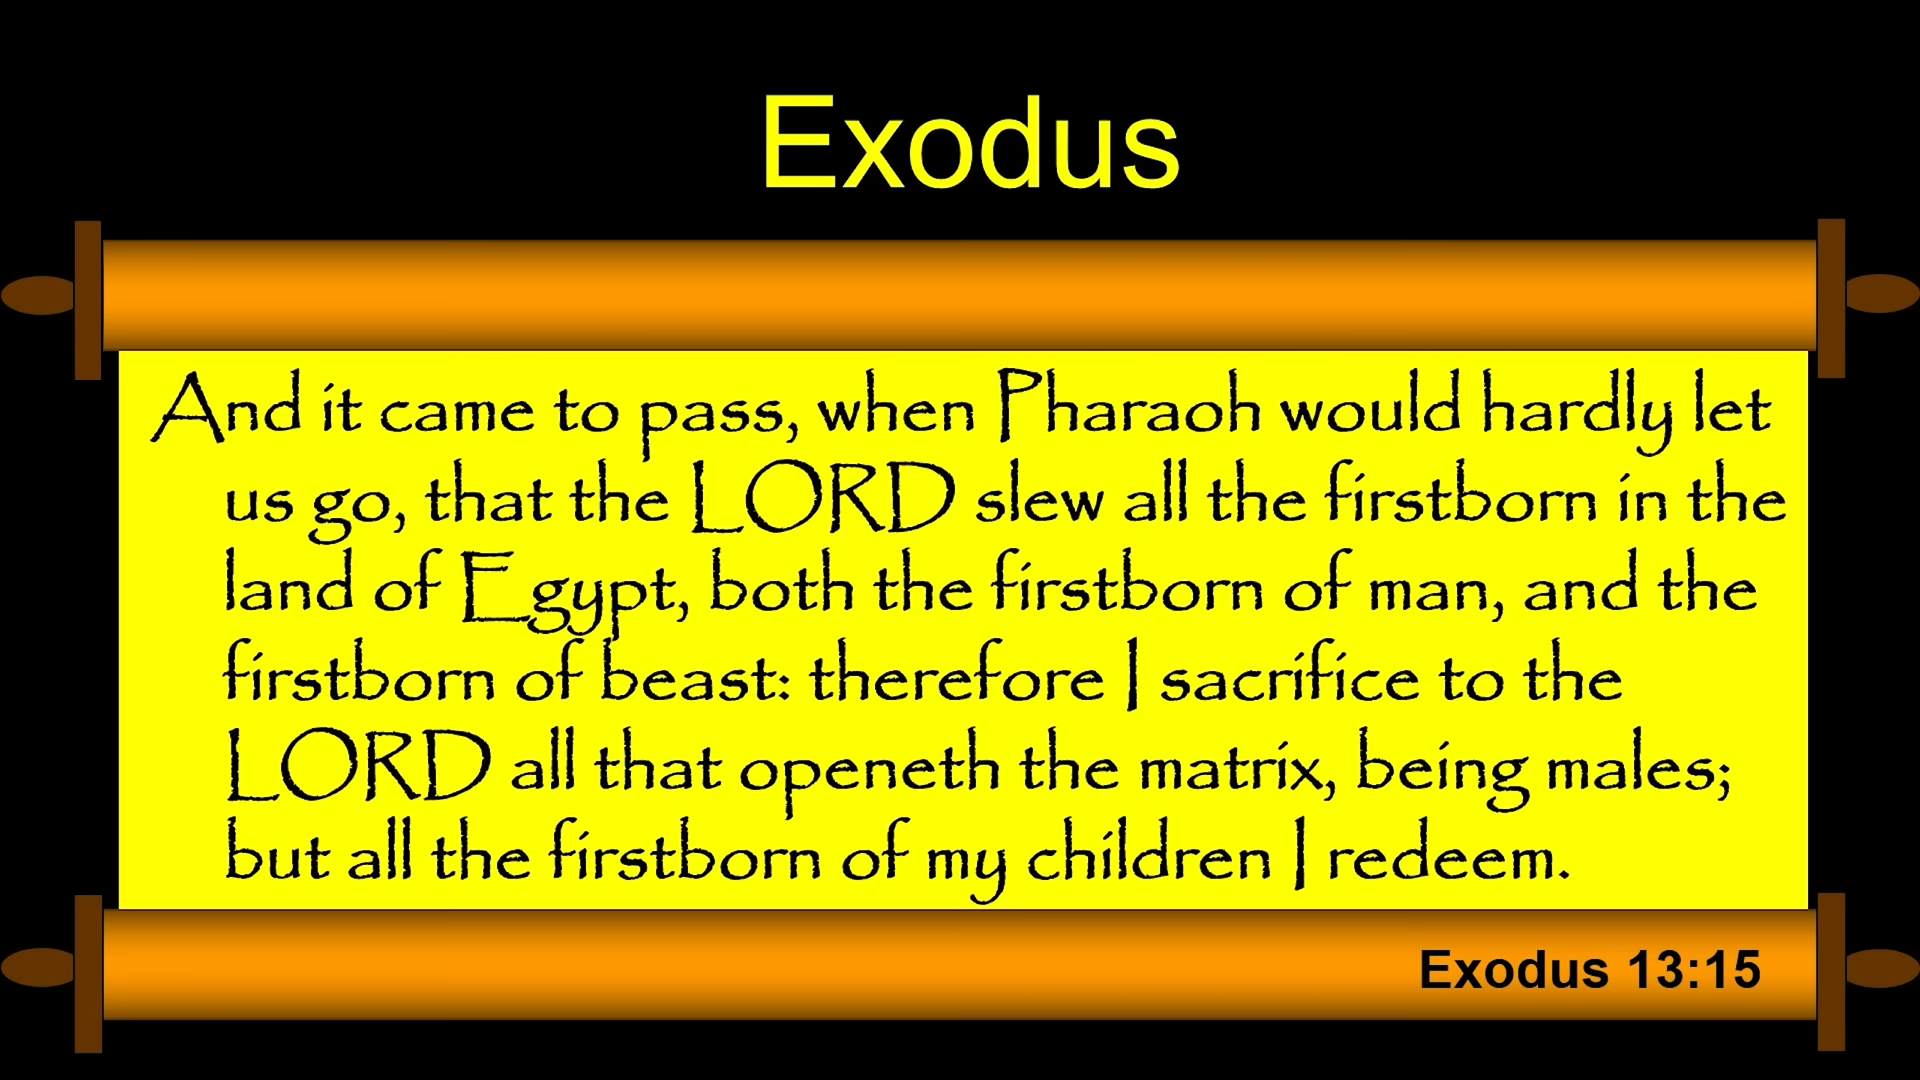 Exodus
And it came to pass, when Pharaoh would hardly let
us go, that the LORD slew all the firstborn in the
land of Egypt, both the firstborn of man, and the
firstborn of beast: therefore I sacrifice to the
LORD all that openeth the matrix, being males;
but all the firstborn of my children I redeem.
Exodus 13:15